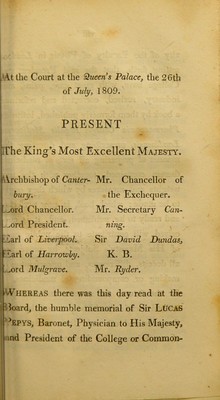 At the Court at the Queen's Palace, the 26th
of July, 1809.
PRESENT
The King's Most Excellent MAJESTY.
Archbishop of Canter-
bury.
Lord Chancellor.
Lord President.
Earl of Liverpool.
Earl of Harrowby.
Lord Mulgrave.
Mr. Chancellor of
the Exchequer.
Mr. Secretary Can-
ning.
Sir David Dundas,
K. B.
Mr. Ryder.
WHEREAS there was this day read at the
Board, the humble memorial of Sir LUCAS
PEPYS, Baronet, Physician to His Majesty,
and President of the College or Common-